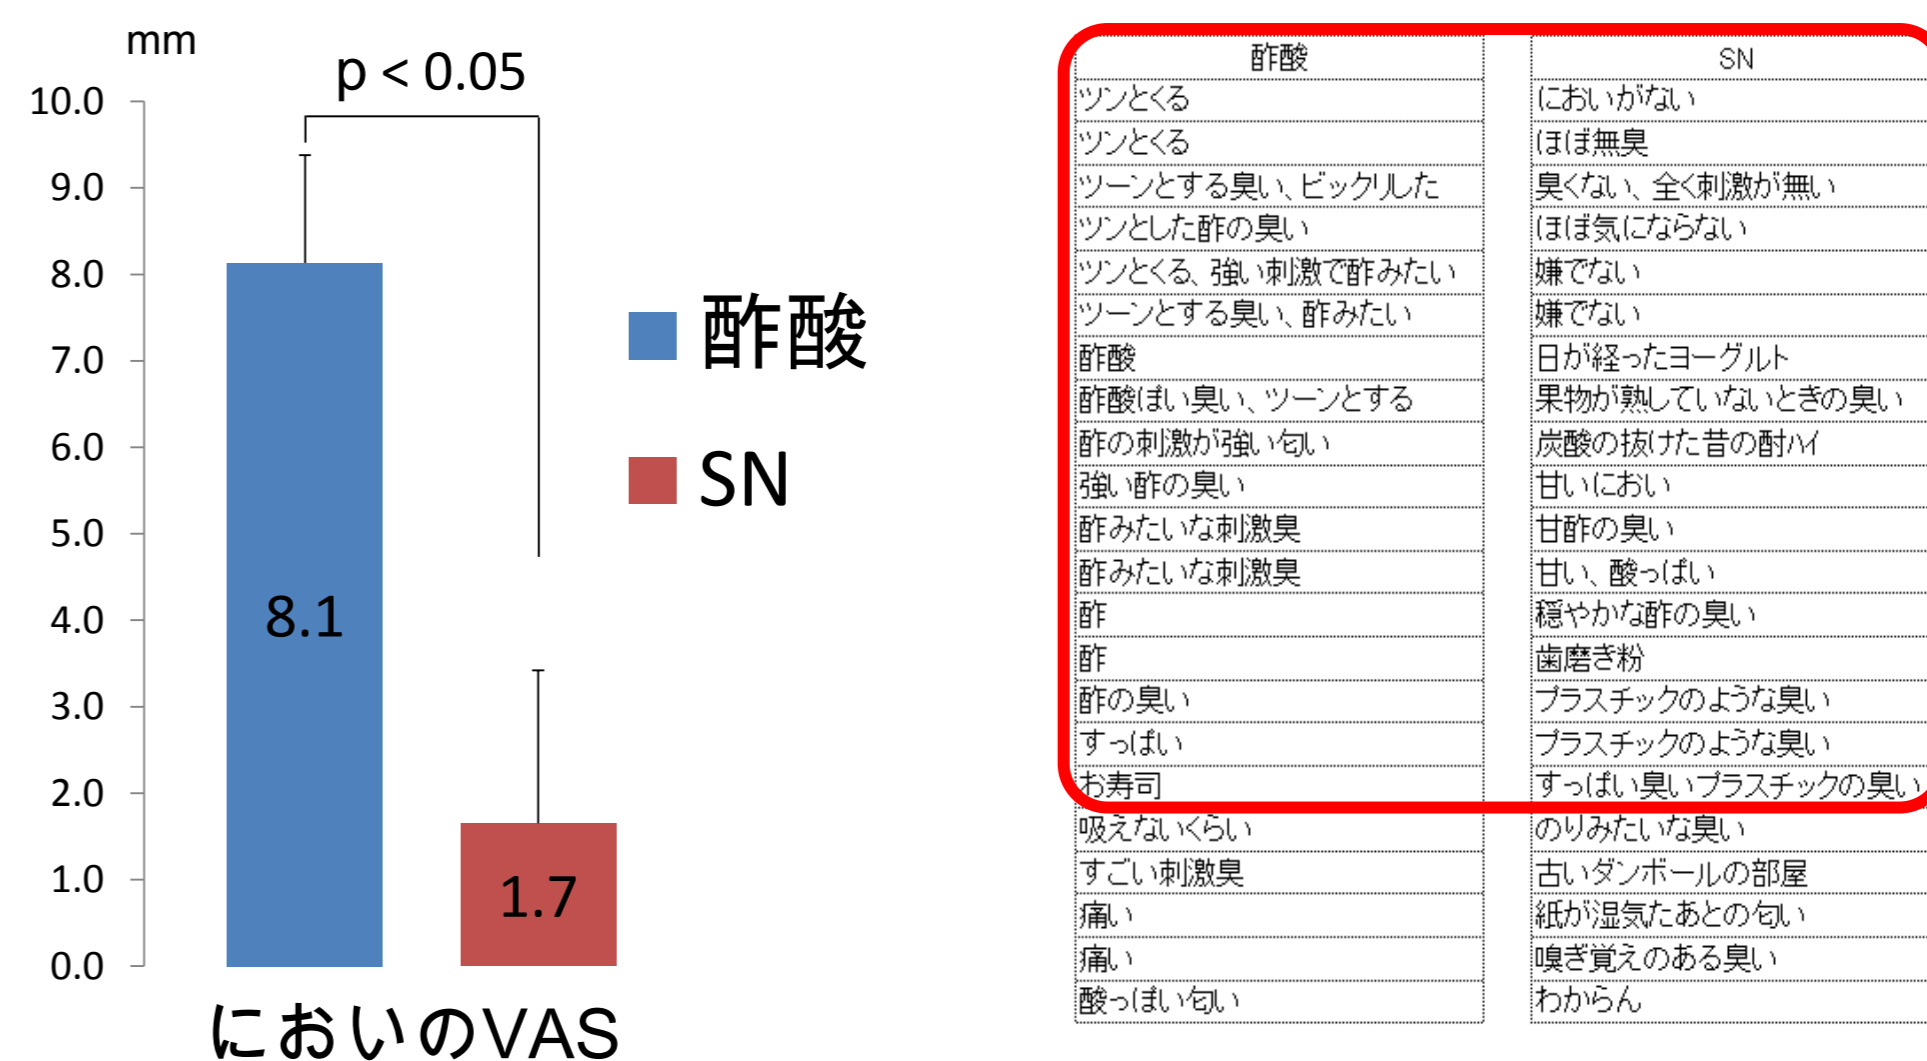 mm
p < 0.05
10.0
9.0
8.0
7.0
6.0
5.0
4.0
3.0
2.0
1.0
0.0
8.1
1.7
においのVAS
酢酸
SN
酢酸
ツンとくる
ツンとくる
ツーンとする臭い、ビックリした
ツンとした酢の臭い
ツンとくる、強い刺激で酢みたい
ツーンとする臭い、酢みたい
酢酸
酢酸ぽい臭い、ツーンとする
酢の刺激が強い匂い
強い酢の臭い
酢みたいな刺激臭
酢みたいな刺激臭
酢
酢
酢の臭い
すっぱい
お寿司
吸えないくらい
すごい刺激臭
痛い
痛い
酸っぽい匂い
SN
においがない
ほぼ無臭
臭くない、全く刺激が無い
ほぼ気にならない
嫌でない
嫌でない
日が経ったヨーグルト
果物が熟していないときの臭い
炭酸の抜けた昔の酎ハイ
甘いにおい
甘酢の臭い
甘い、酸っぱい
穏やかな酢の臭い
歯磨き粉
プラスチックのような臭い
プラスチックのような臭い
すっぱい臭いプラスチックの臭い
のりみたいな臭い
古いダンボールの部屋
紙が湿気たあとの匂い
嗅ぎ覚えのある臭い
わからん